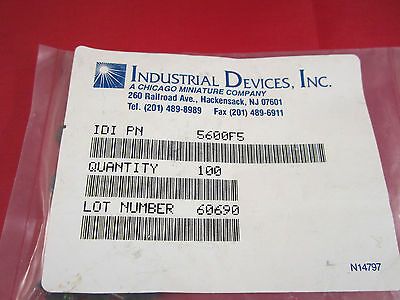 INDUSTRIAL DEVICES, INC.
A CHICAGO MINIATURE COMPANY
260 Railroad Ave., Hackensack, NJ 07601
Tel. (201) 489-8989 Fax (201) 489-6911
IDI PN 5600F5
QUANTITY 100
LOT NUMBER 60690
N14797